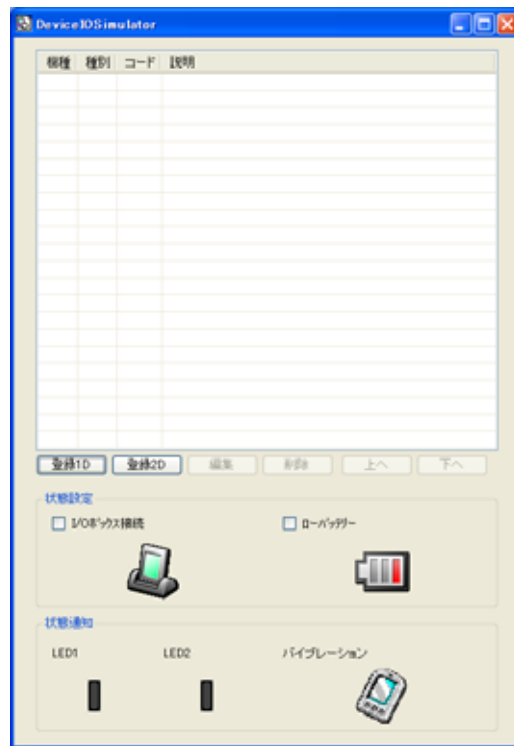 DeviceIOSimulator
機種 種別 コード 説明
登録1D 登録2D 編集 削除 上へ 下へ
状態設定
I/Oボックス接続 ローバッテリー
状態通知
LED1 LED2 バイブレーション